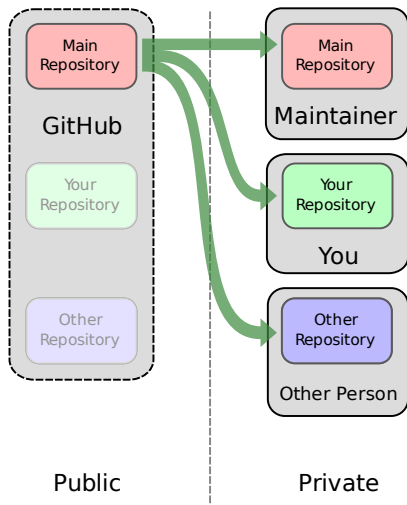 Main
Repository
GitHub
Your
Repository
Other
Repository
Public
Main
Repository
Maintainer
Your
Repository
You
Other
Repository
Other Person
Private